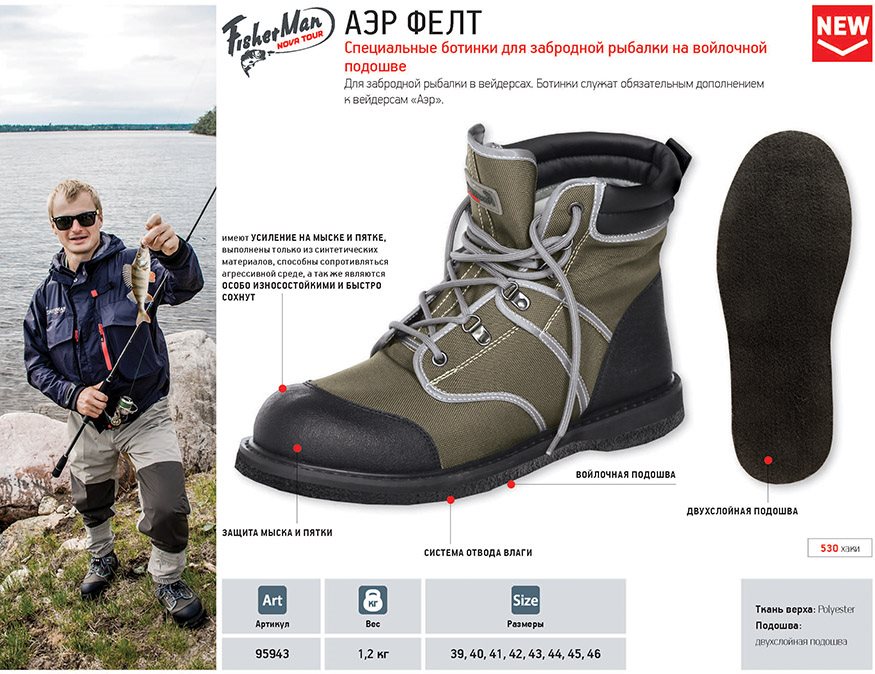 FisherMan
NOVA TOUR
АЭР ФЕЛТ
Специальные ботинки для забродной рыбалки на войлочной
подошве
Для забродной рыбалки в вейдерсах. Ботинки служат обязательным дополнением
к вейдерсам «Аэр».
NEW
имеют УСИЛЕНИЕ НА МЫСКЕ И ПЯТКЕ,
выполнены только из синтетических
материалов, способны сопротивляться
агрессивной среде, а так же являются
ОСОБО ИЗНОСОСТОЙКИМИ И БЫСТРО
СОХНУТ
ВОЙЛОЧНАЯ ПОДОШВА
ДВУХСЛОЙНАЯ ПОДОШВА
ЗАЩИТА МЫСКА И ПЯТКИ
СИСТЕМА ОТВОДА ВЛАГИ
530 хаки
Art
кг
Size
Артикул
Вес
Размеры
95943
1,2 кг
39, 40, 41, 42, 43, 44, 45, 46
Ткань верха: Polyester
Подошва:
двухслойная подошва